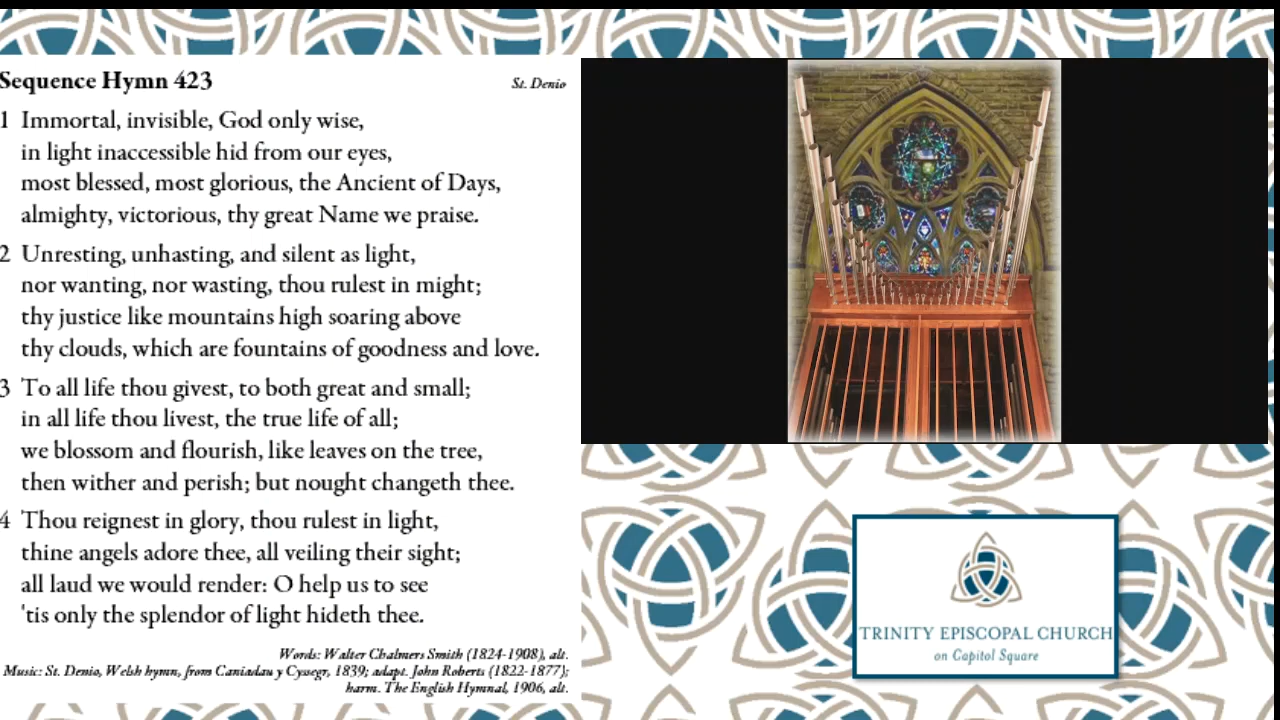 Sequence Hymn 423
St. Denio
1 Immortal, invisible, God only wise,
in light inaccessible hid from our eyes,
most blessed, most glorious, the Ancient of Days,
almighty, victorious, thy great Name we praise.
2 Unresting, unhasting, and silent as light,
nor wanting, nor wasting, thou rulest in might;
thy justice like mountains high soaring above
thy clouds, which are fountains of goodness and love.
3 To all life thou givest, to both great and small;
in all life thou livest, the true life of all;
we blossom and flourish, like leaves on the tree,
then wither and perish; but nought changeth thee.
4 Thou reignest in glory, thou rulest in light,
thine angels adore thee, all veiling their sight;
all laud we would render: O help us to see
'tis only the splendor of light hideth thee.
Words: Walter Chalmers Smith (1824-1908), alt.
Music: St. Denio, Welsh hymn, from Caniadau y Cyssegr, 1839; adapt. John Roberts (1822-1877);
harm. The English Hymnal, 1906, alt.
TRINITY EPISCOPAL CHURCH
on Capitol Square